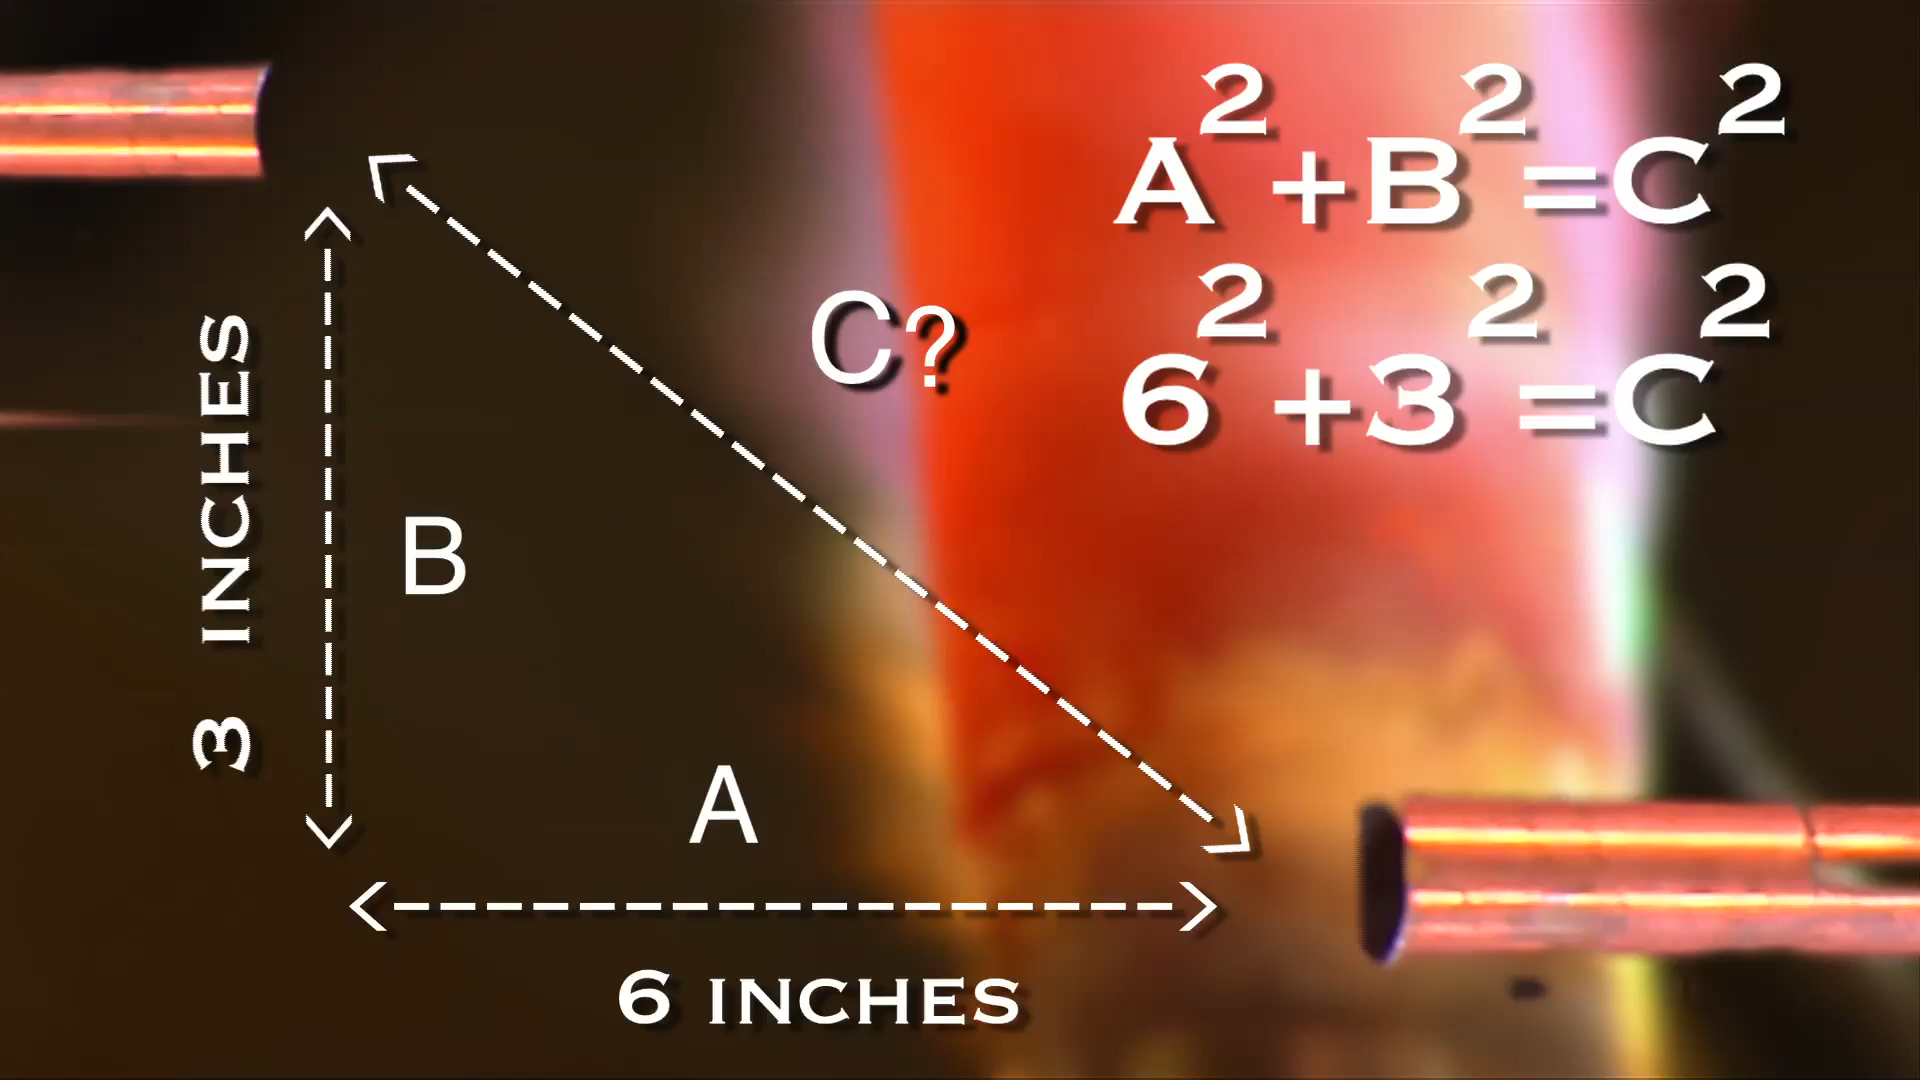 A²+B²=C²
6²+3²=C²
C?
3 INCHES
B
A
6 INCHES